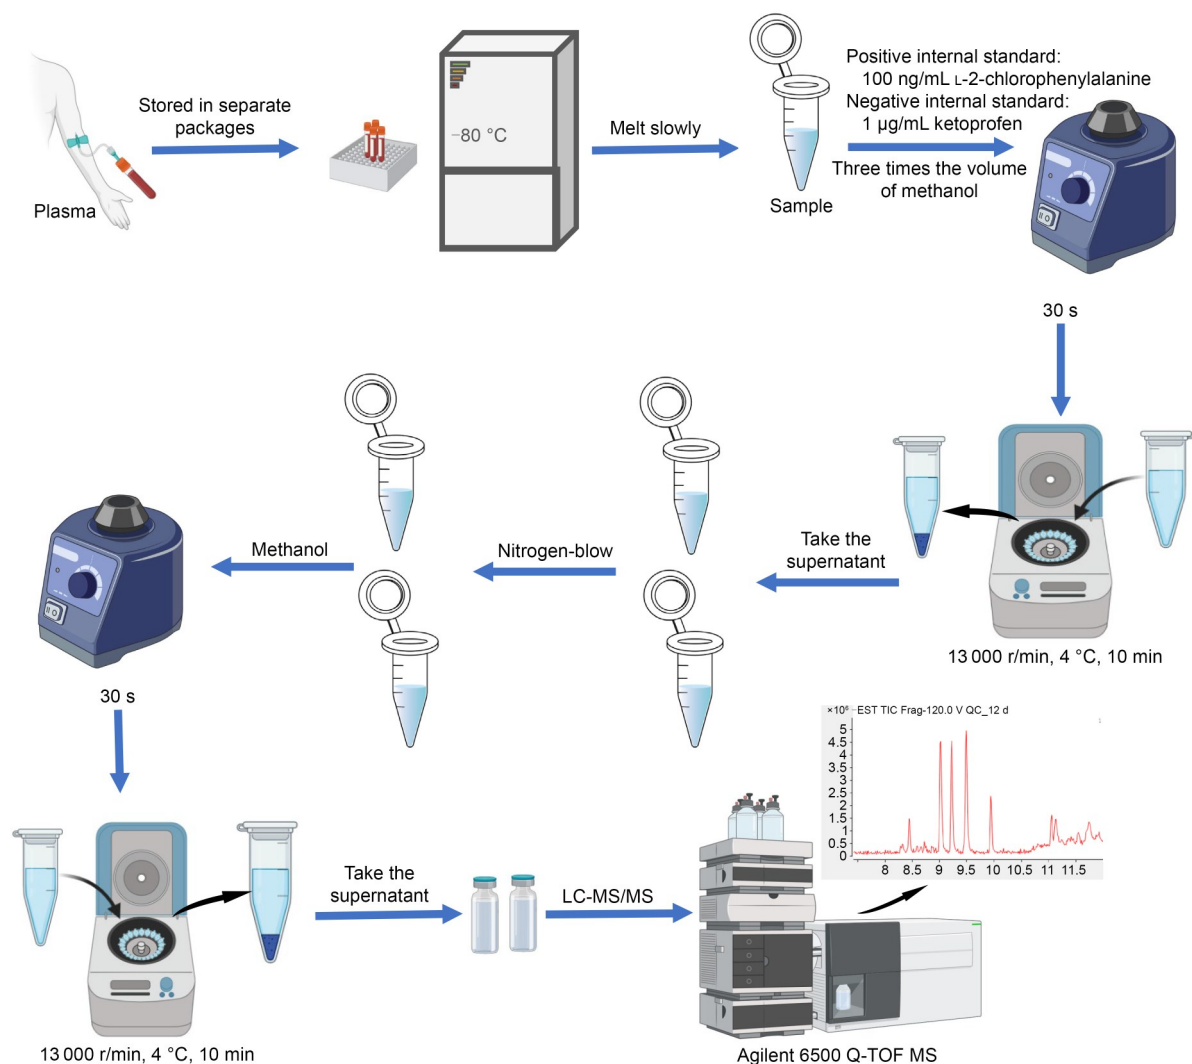 Stored in separate
packages
Plasma
−80 °C
Melt slowly
Sample
Positive internal standard:
100 ng/mL L-2-chlorophenylalanine
Negative internal standard:
1 μg/mL ketoprofen
Three times the volume
of methanol
30 s
13 000 r/min, 4 °C, 10 min
Take the
supernatant
Nitrogen-blow
Methanol
30 s
13 000 r/min, 4 °C, 10 min
Take the
supernatant
LC-MS/MS
Agilent 6500 Q-TOF MS
×10⁶ −EST TIC Frag-120.0 V QC_12 d
1
5
4.5
4
3.5
3
2.5
2
1.5
1
0.5
0
8 8.5 9 9.5 10 10.5 11 11.5